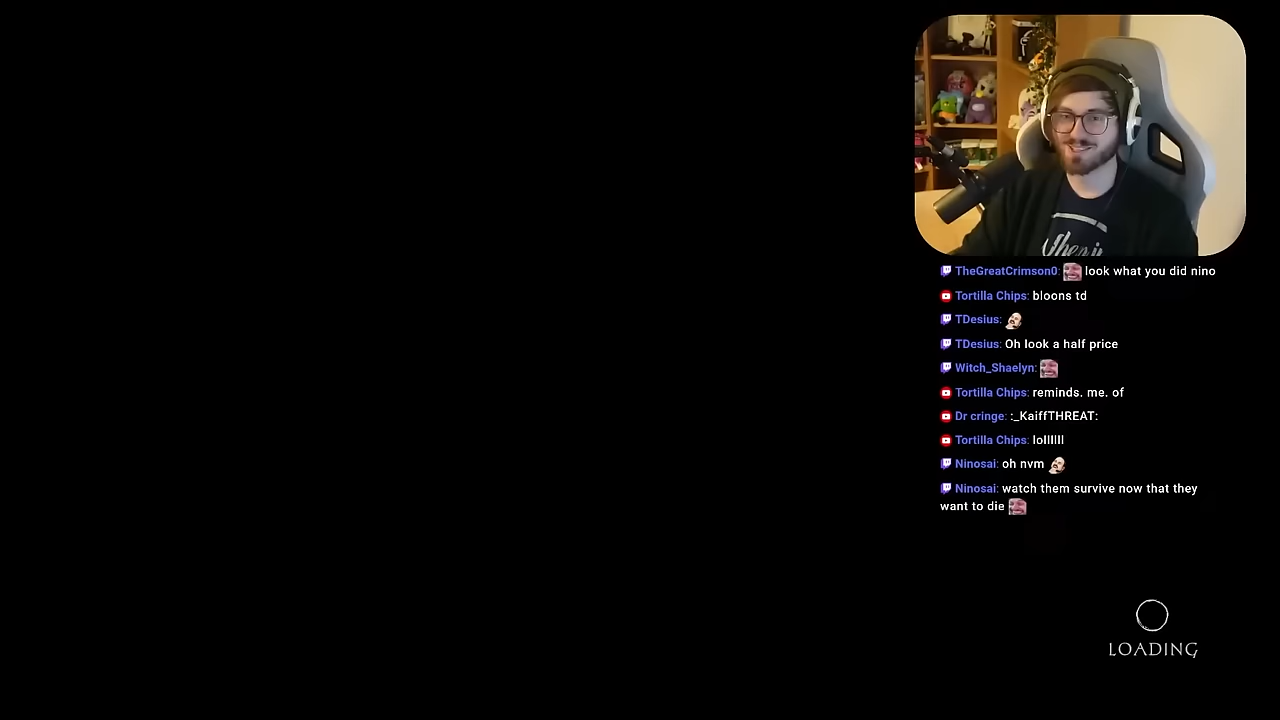 TheGreatCrimson0: look what you did nino
Tortilla Chips: bloons td
TDesius:
TDesius: Oh look a half price
Witch_Shaelyn:
Tortilla Chips: reminds. me. of
Dr cringe: :_KaiffTHREAT:
Tortilla Chips: lolllllll
Ninosai: oh nvm
Ninosai: watch them survive now that they
want to die
LOADING